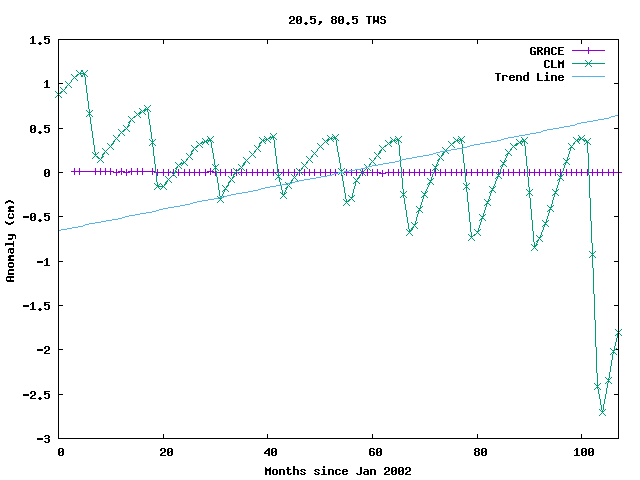 20.5, 80.5 TWS
GRACE
CLM
Trend Line
1.5
1
0.5
0
-0.5
-1
-1.5
-2
-2.5
-3
Anomaly (cm)
0 20 40 60 80 100
Months since Jan 2002